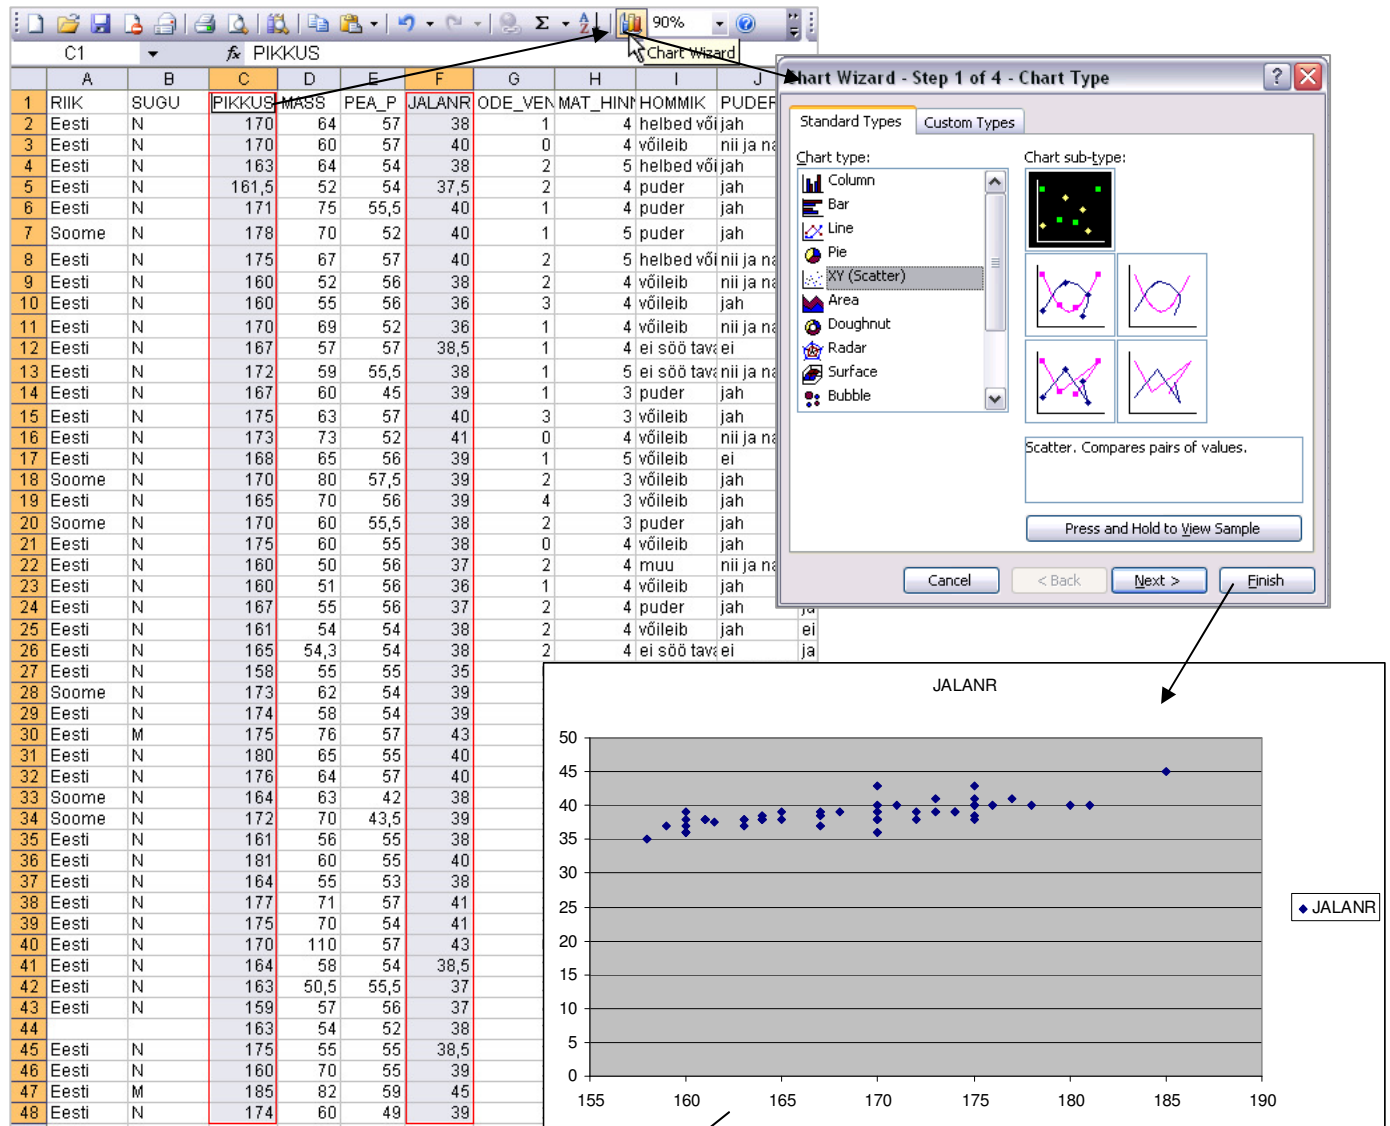 Σ 90%
C1 fx PIKKUS Chart Wizard
A B C D E F G H I J
1 RIIK SUGU PIKKUS MASS PEA_P JALANR ODE_VEN MAT_HINN HOMMIK PUDER
2 Eesti N 170 64 57 38 1 4 helbed või jah
3 Eesti N 170 60 57 40 0 4 võileib nii ja na
4 Eesti N 163 64 54 38 2 5 helbed või jah
5 Eesti N 161,5 52 54 37,5 2 4 puder jah
6 Eesti N 171 75 55,5 40 1 4 puder jah
7 Soome N 178 70 52 40 1 5 puder jah
8 Eesti N 175 67 57 40 2 5 helbed või nii ja na
9 Eesti N 160 52 56 38 2 4 võileib nii ja na
10 Eesti N 160 55 56 36 3 4 võileib jah
11 Eesti N 170 69 52 36 1 4 võileib nii ja na
12 Eesti N 167 57 57 38,5 1 4 ei söö tava ei
13 Eesti N 172 59 55,5 38 1 5 ei söö tava nii ja na
14 Eesti N 167 60 45 39 1 3 puder jah
15 Eesti N 175 63 57 40 3 3 võileib jah
16 Eesti N 173 73 52 41 0 4 võileib nii ja na
17 Eesti N 168 65 56 39 1 5 võileib ei
18 Soome N 170 80 57,5 39 2 3 võileib jah
19 Eesti N 165 70 56 39 4 3 võileib jah
20 Soome N 170 60 55,5 38 2 3 puder jah
21 Eesti N 175 60 55 38 0 4 võileib jah
22 Eesti N 160 50 56 37 2 4 muu nii ja na
23 Eesti N 160 51 56 36 1 4 võileib jah
24 Eesti N 167 55 56 37 2 4 puder jah ja
25 Eesti N 161 54 54 38 2 4 võileib jah ei
26 Eesti N 165 54,3 54 38 2 4 ei söö tava ei ja
27 Eesti N 158 55 55 35
28 Soome N 173 62 54 39
29 Eesti N 174 58 54 39
30 Eesti M 175 76 57 43
31 Eesti N 180 65 55 40
32 Eesti N 176 64 57 40
33 Soome N 164 63 42 38
34 Soome N 172 70 43,5 39
35 Eesti N 161 56 55 38
36 Eesti N 181 60 55 40
37 Eesti N 164 55 53 38
38 Eesti N 177 71 57 41
39 Eesti N 175 70 54 41
40 Eesti N 170 110 57 43
41 Eesti N 164 58 54 38,5
42 Eesti N 163 50,5 55,5 37
43 Eesti N 159 57 56 37
44 163 54 52 38
45 Eesti N 175 55 55 38,5
46 Eesti N 160 70 55 39
47 Eesti M 185 82 59 45
48 Eesti N 174 60 49 39
Chart Wizard - Step 1 of 4 - Chart Type
Standard Types Custom Types
Chart type:
Column
Bar
Line
Pie
XY (Scatter)
Area
Doughnut
Radar
Surface
Bubble
Chart sub-type:
Scatter. Compares pairs of values.
Press and Hold to View Sample
Cancel < Back Next > Finish
JALANR
50
45
40
35
30
25
20
15
10
5
0
155 160 165 170 175 180 185 190
JALANR